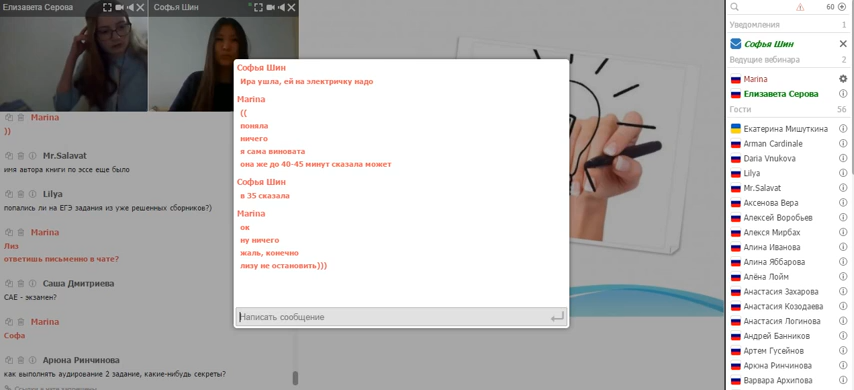 Елизавета Серова
Софья Шин
Marina
))
Mr.Salavat
имя автора книги по эссе еще было
Lilya
попались ли на ЕГЭ задания из уже решенных сборников?)
Marina
Лиз
ответишь письменно в чате?
Саша Дмитриева
CAE - экзамен?
Marina
Софа
Арюна Ринчинова
как выполнять аудирование 2 задание, какие-нибудь секреты?
Софья Шин
Ира ушла, ей на электричку надо
Marina
((
поняла
ничего
я сама виновата
она же до 40-45 минут сказала может
Софья Шин
в 35 сказала
Marina
ок
ну ничего
жаль, конечно
лизу не остановить)))
Написать сообщение
60
Уведомления 1
Софья Шин
Ведущие вебинара 2
Marina
Елизавета Серова
Гости 56
Екатерина Мишуткина
Arman Cardinale
Daria Vnukova
Lilya
Mr.Salavat
Аксенова Вера
Алексей Воробьев
Алекся Мирбах
Алина Иванова
Алина Яббарова
Алёна Лойм
Анастасия Захарова
Анастасия Козодаева
Анастасия Логинова
Андрей Банников
Артем Гусейнов
Арюна Ринчинова
Варвара Архипова